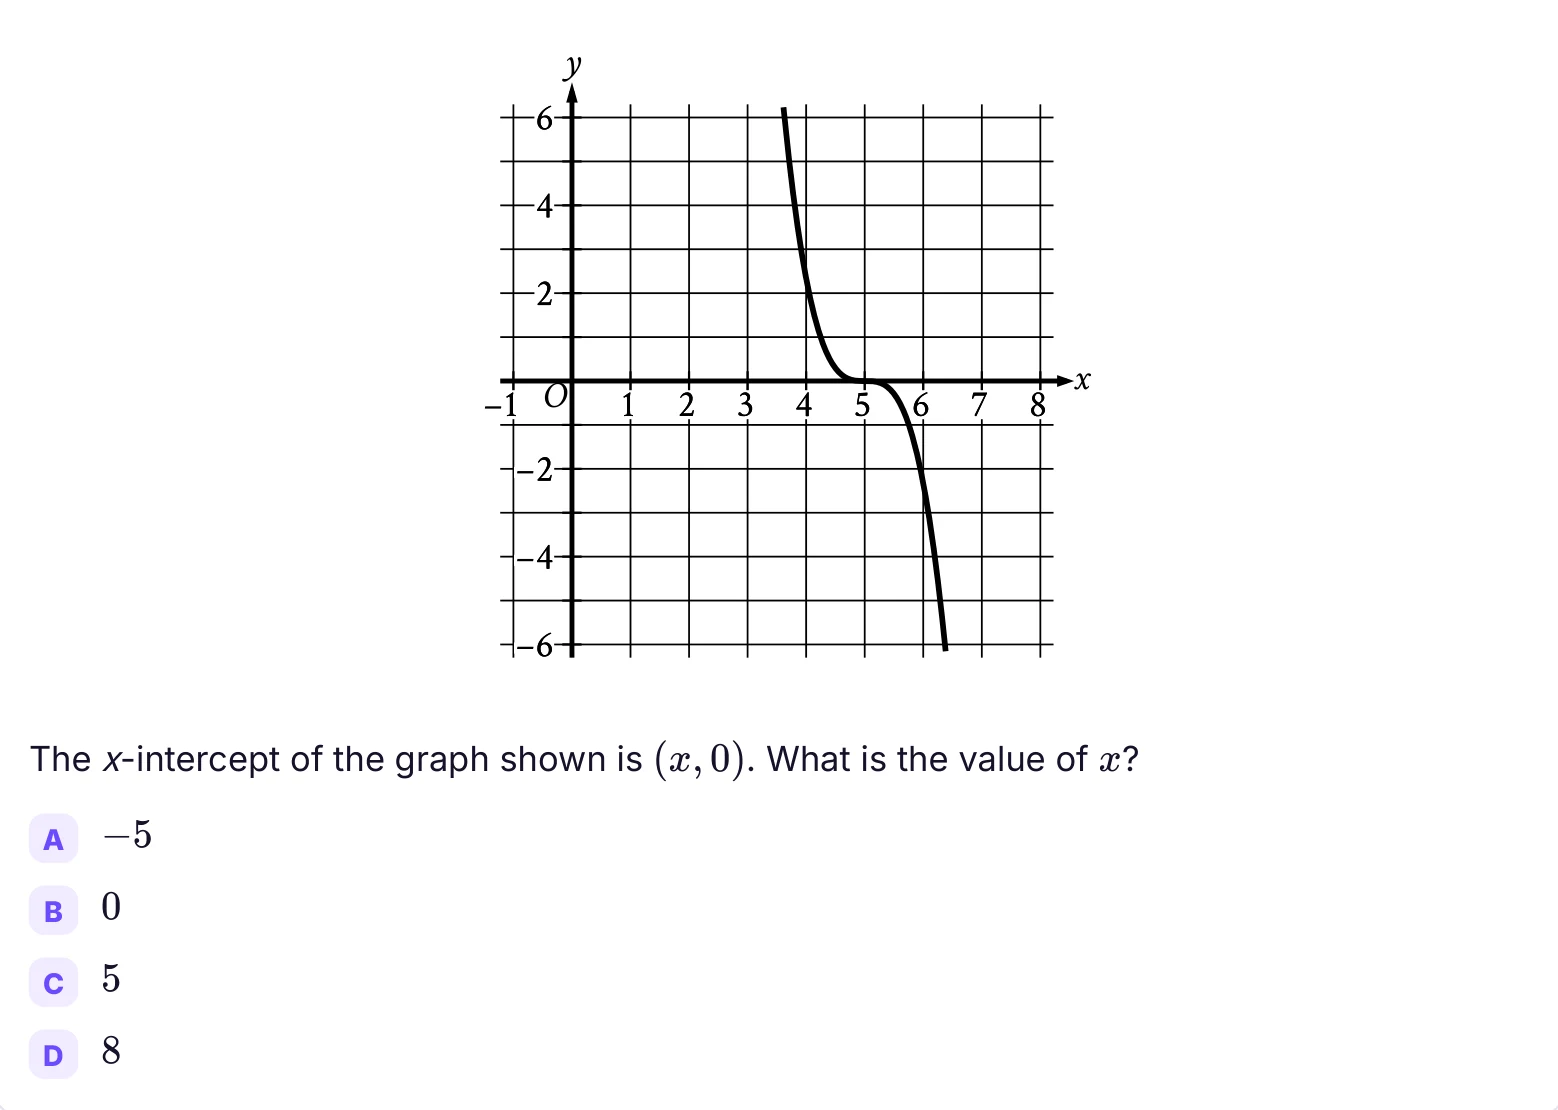 y
6
4
2
−1 O 1 2 3 4 5 6 7 8 x
−2
−4
−6
The x-intercept of the graph shown is (x, 0). What is the value of x?
A −5
B 0
C 5
D 8